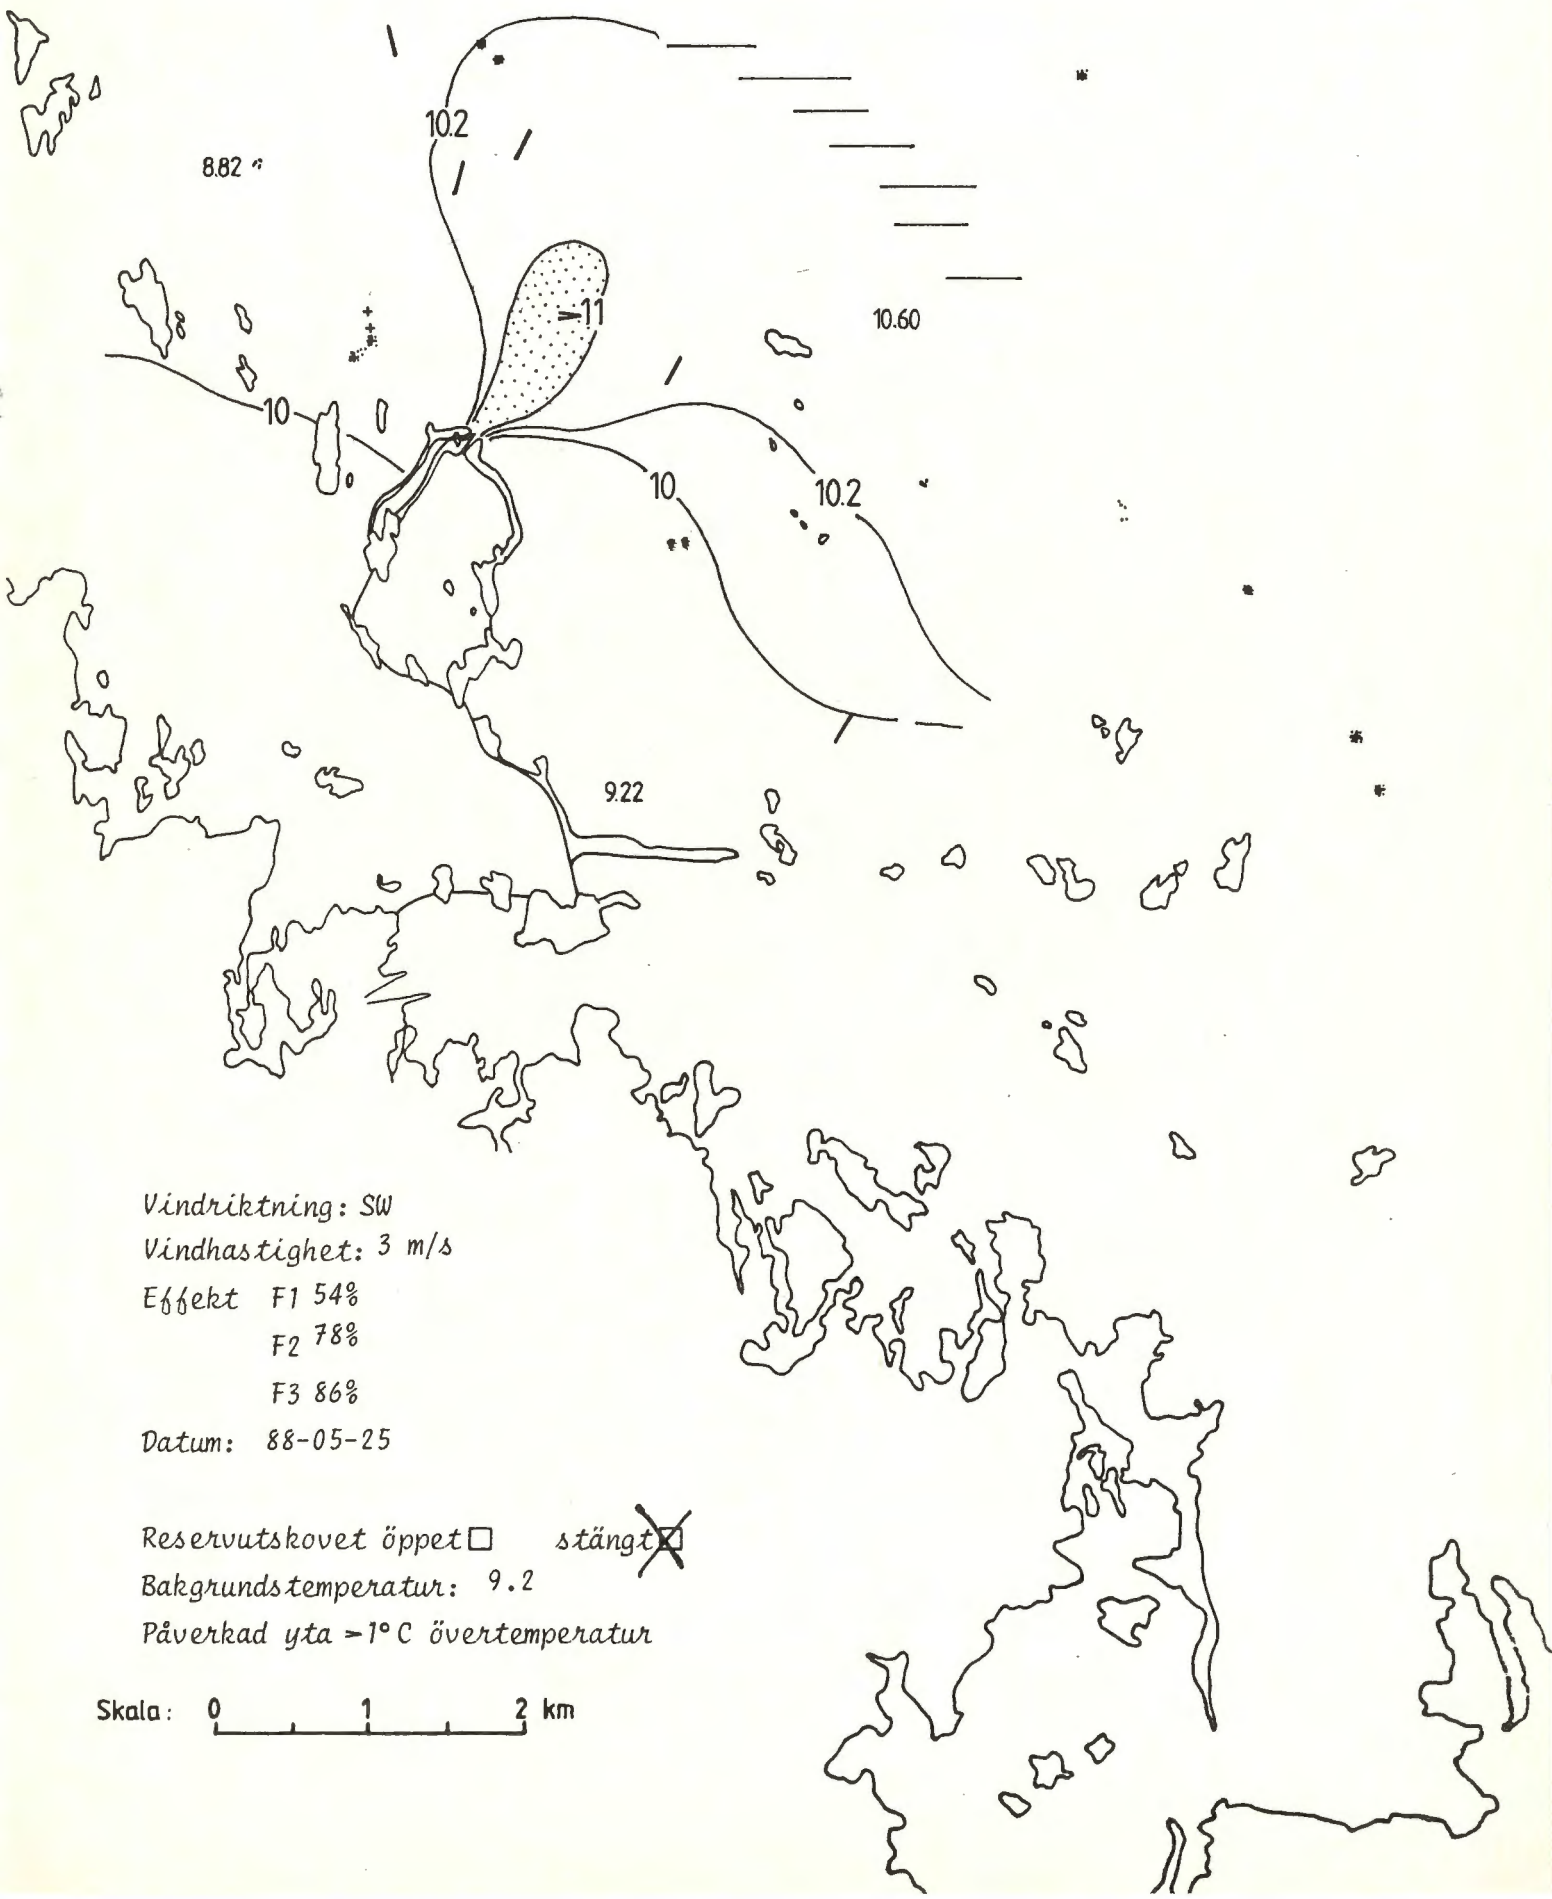 10.2
8.82
>11
10.60
10
10
10.2
9.22
Vindriktning: SW
Vindhastighet: 3 m/s
Effekt F1 54%
F2 78%
F3 86%
Datum: 88-05-25
Reservutskovet öppet □ stängt ☒
Bakgrundstemperatur: 9.2
Påverkad yta >1°C övertemperatur
Skala: 0 1 2 km